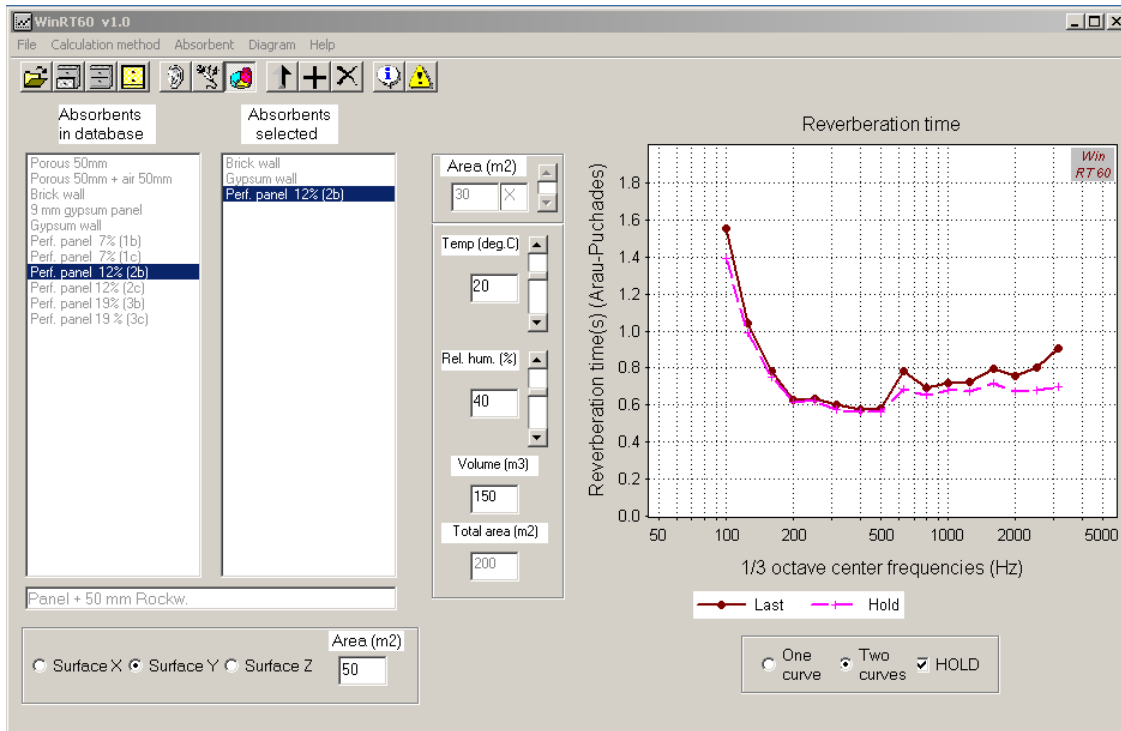 WinRT60 v1.0
File Calculation method Absorbent Diagram Help
Absorbents
in database
Absorbents
selected
Porous 50mm
Porous 50mm + air 50mm
Brick wall
9 mm gypsum panel
Gypsum wall
Perf. panel 7% (1b)
Perf. panel 7% (1c)
Perf. panel 12% (2b)
Perf. panel 12% (2c)
Perf. panel 19% (3b)
Perf. panel 19 % (3c)
Brick wall
Gypsum wall
Perf. panel 12% (2b)
Panel + 50 mm Rockw.
Surface X
Surface Y
Surface Z
Area (m2)
50
Area (m2)
30 X
Temp (deg.C)
20
Rel. hum. (%)
40
Volume (m3)
150
Total area (m2)
200
Reverberation time
Win
RT60
Reverberation time(s) (Arau-Puchades)
1.8
1.6
1.4
1.2
1.0
0.8
0.6
0.4
0.2
0.0
50 100 200 500 1000 2000 5000
1/3 octave center frequencies (Hz)
Last Hold
One
curve
Two
curves
HOLD